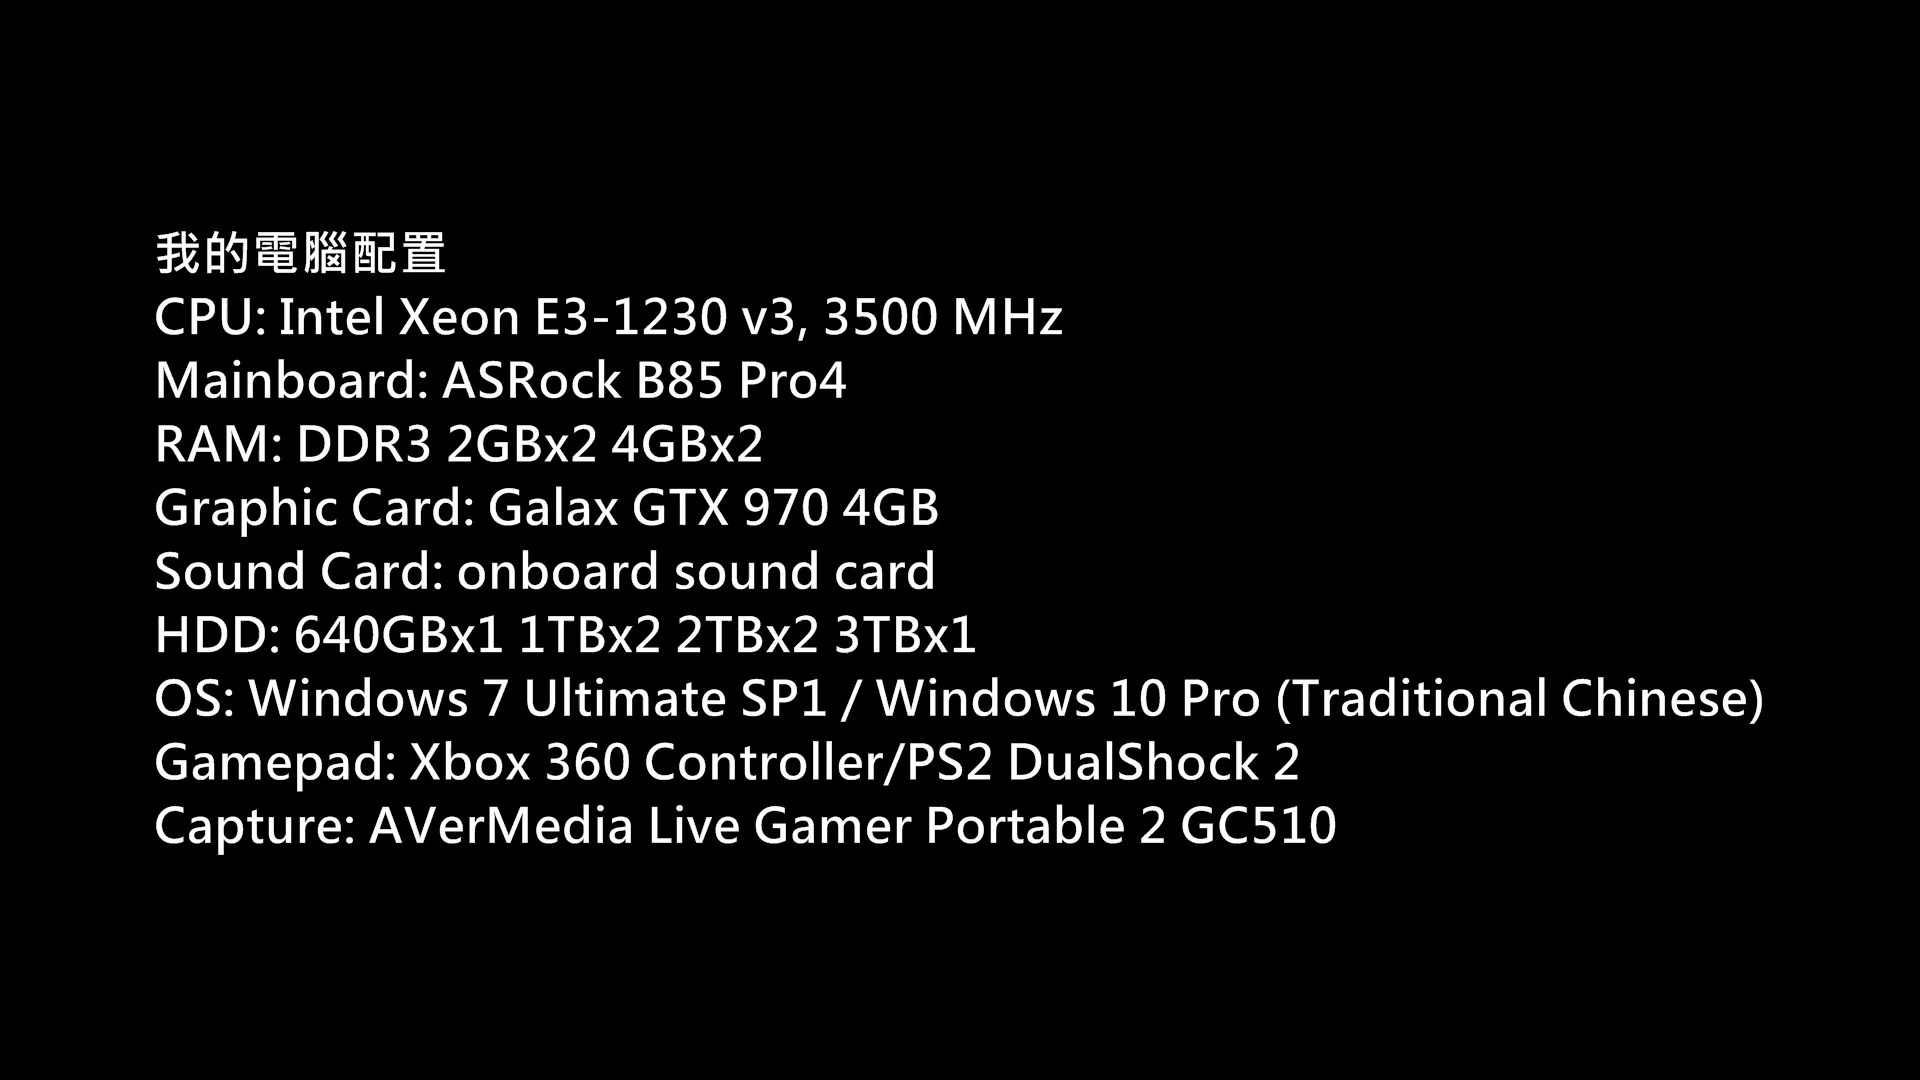 我的電腦配置
CPU: Intel Xeon E3-1230 v3, 3500 MHz
Mainboard: ASRock B85 Pro4
RAM: DDR3 2GBx2 4GBx2
Graphic Card: Galax GTX 970 4GB
Sound Card: onboard sound card
HDD: 640GBx1 1TBx2 2TBx2 3TBx1
OS: Windows 7 Ultimate SP1 / Windows 10 Pro (Traditional Chinese)
Gamepad: Xbox 360 Controller/PS2 DualShock 2
Capture: AVerMedia Live Gamer Portable 2 GC510